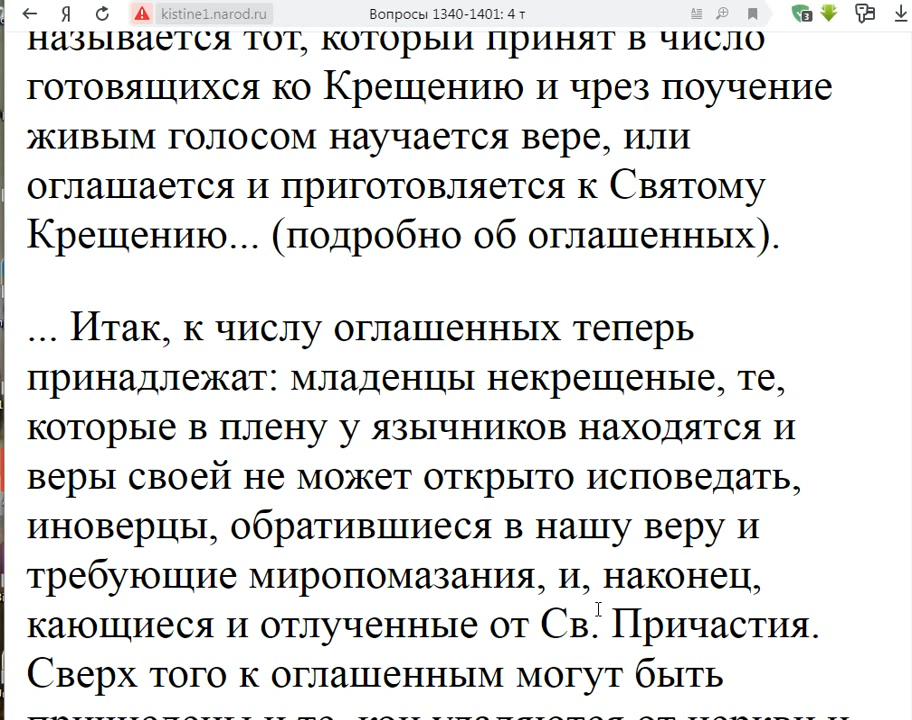 Я kistine1.narod.ru Вопросы 1340-1401: 4 т 3
называется тот, который принят в число
готовящихся ко Крещению и чрез поучение
живым голосом научается вере, или
оглашается и приготовляется к Святому
Крещению... (подробно об оглашенных).
... Итак, к числу оглашенных теперь
принадлежат: младенцы некрещеные, те,
которые в плену у язычников находятся и
веры своей не может открыто исповедать,
иноверцы, обратившиеся в нашу веру и
требующие миропомазания, и, наконец,
кающиеся и отлученные от Св. Причастия.
Сверх того к оглашенным могут быть